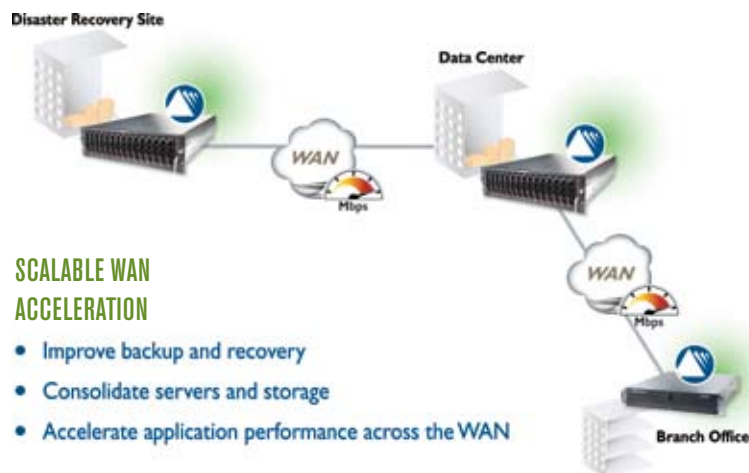 Disaster Recovery Site
Data Center
WAN
Mbps
WAN
Mbps
SCALABLE WAN
ACCELERATION
• Improve backup and recovery
• Consolidate servers and storage
• Accelerate application performance across the WAN
Branch Office